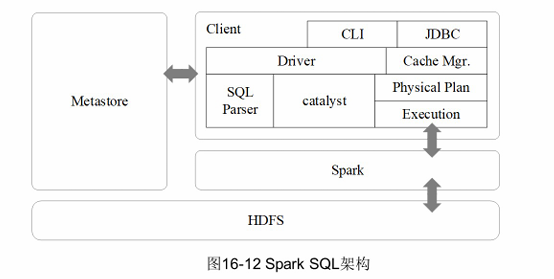 Client
CLI
JDBC
Driver
Cache Mgr.
Metastore
SQL
Parser
catalyst
Physical Plan
Execution
Spark
HDFS
图16-12 Spark SQL架构